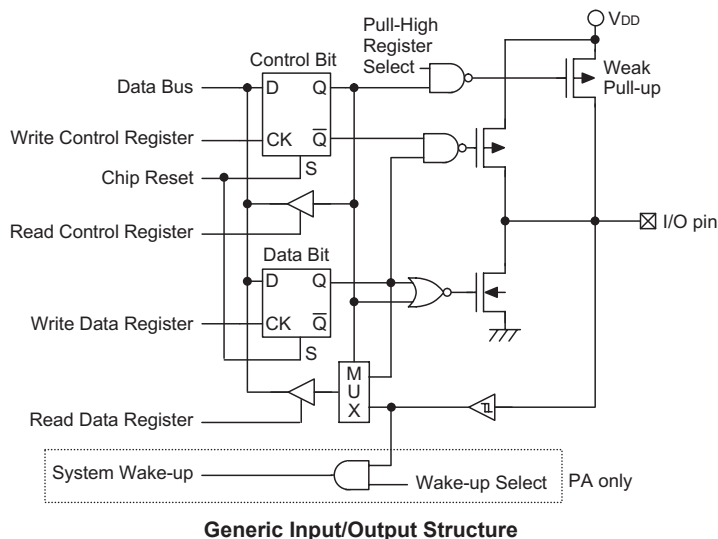 VDD
Pull-High
Register
Select
Weak
Pull-up
Control Bit
Data Bus
D
Q
Write Control Register
CK
Q̅
Chip Reset
S
I/O pin
Read Control Register
Data Bit
D
Q
Write Data Register
CK
Q̅
S
M
U
X
Read Data Register
System Wake-up
Wake-up Select
PA only
Generic Input/Output Structure